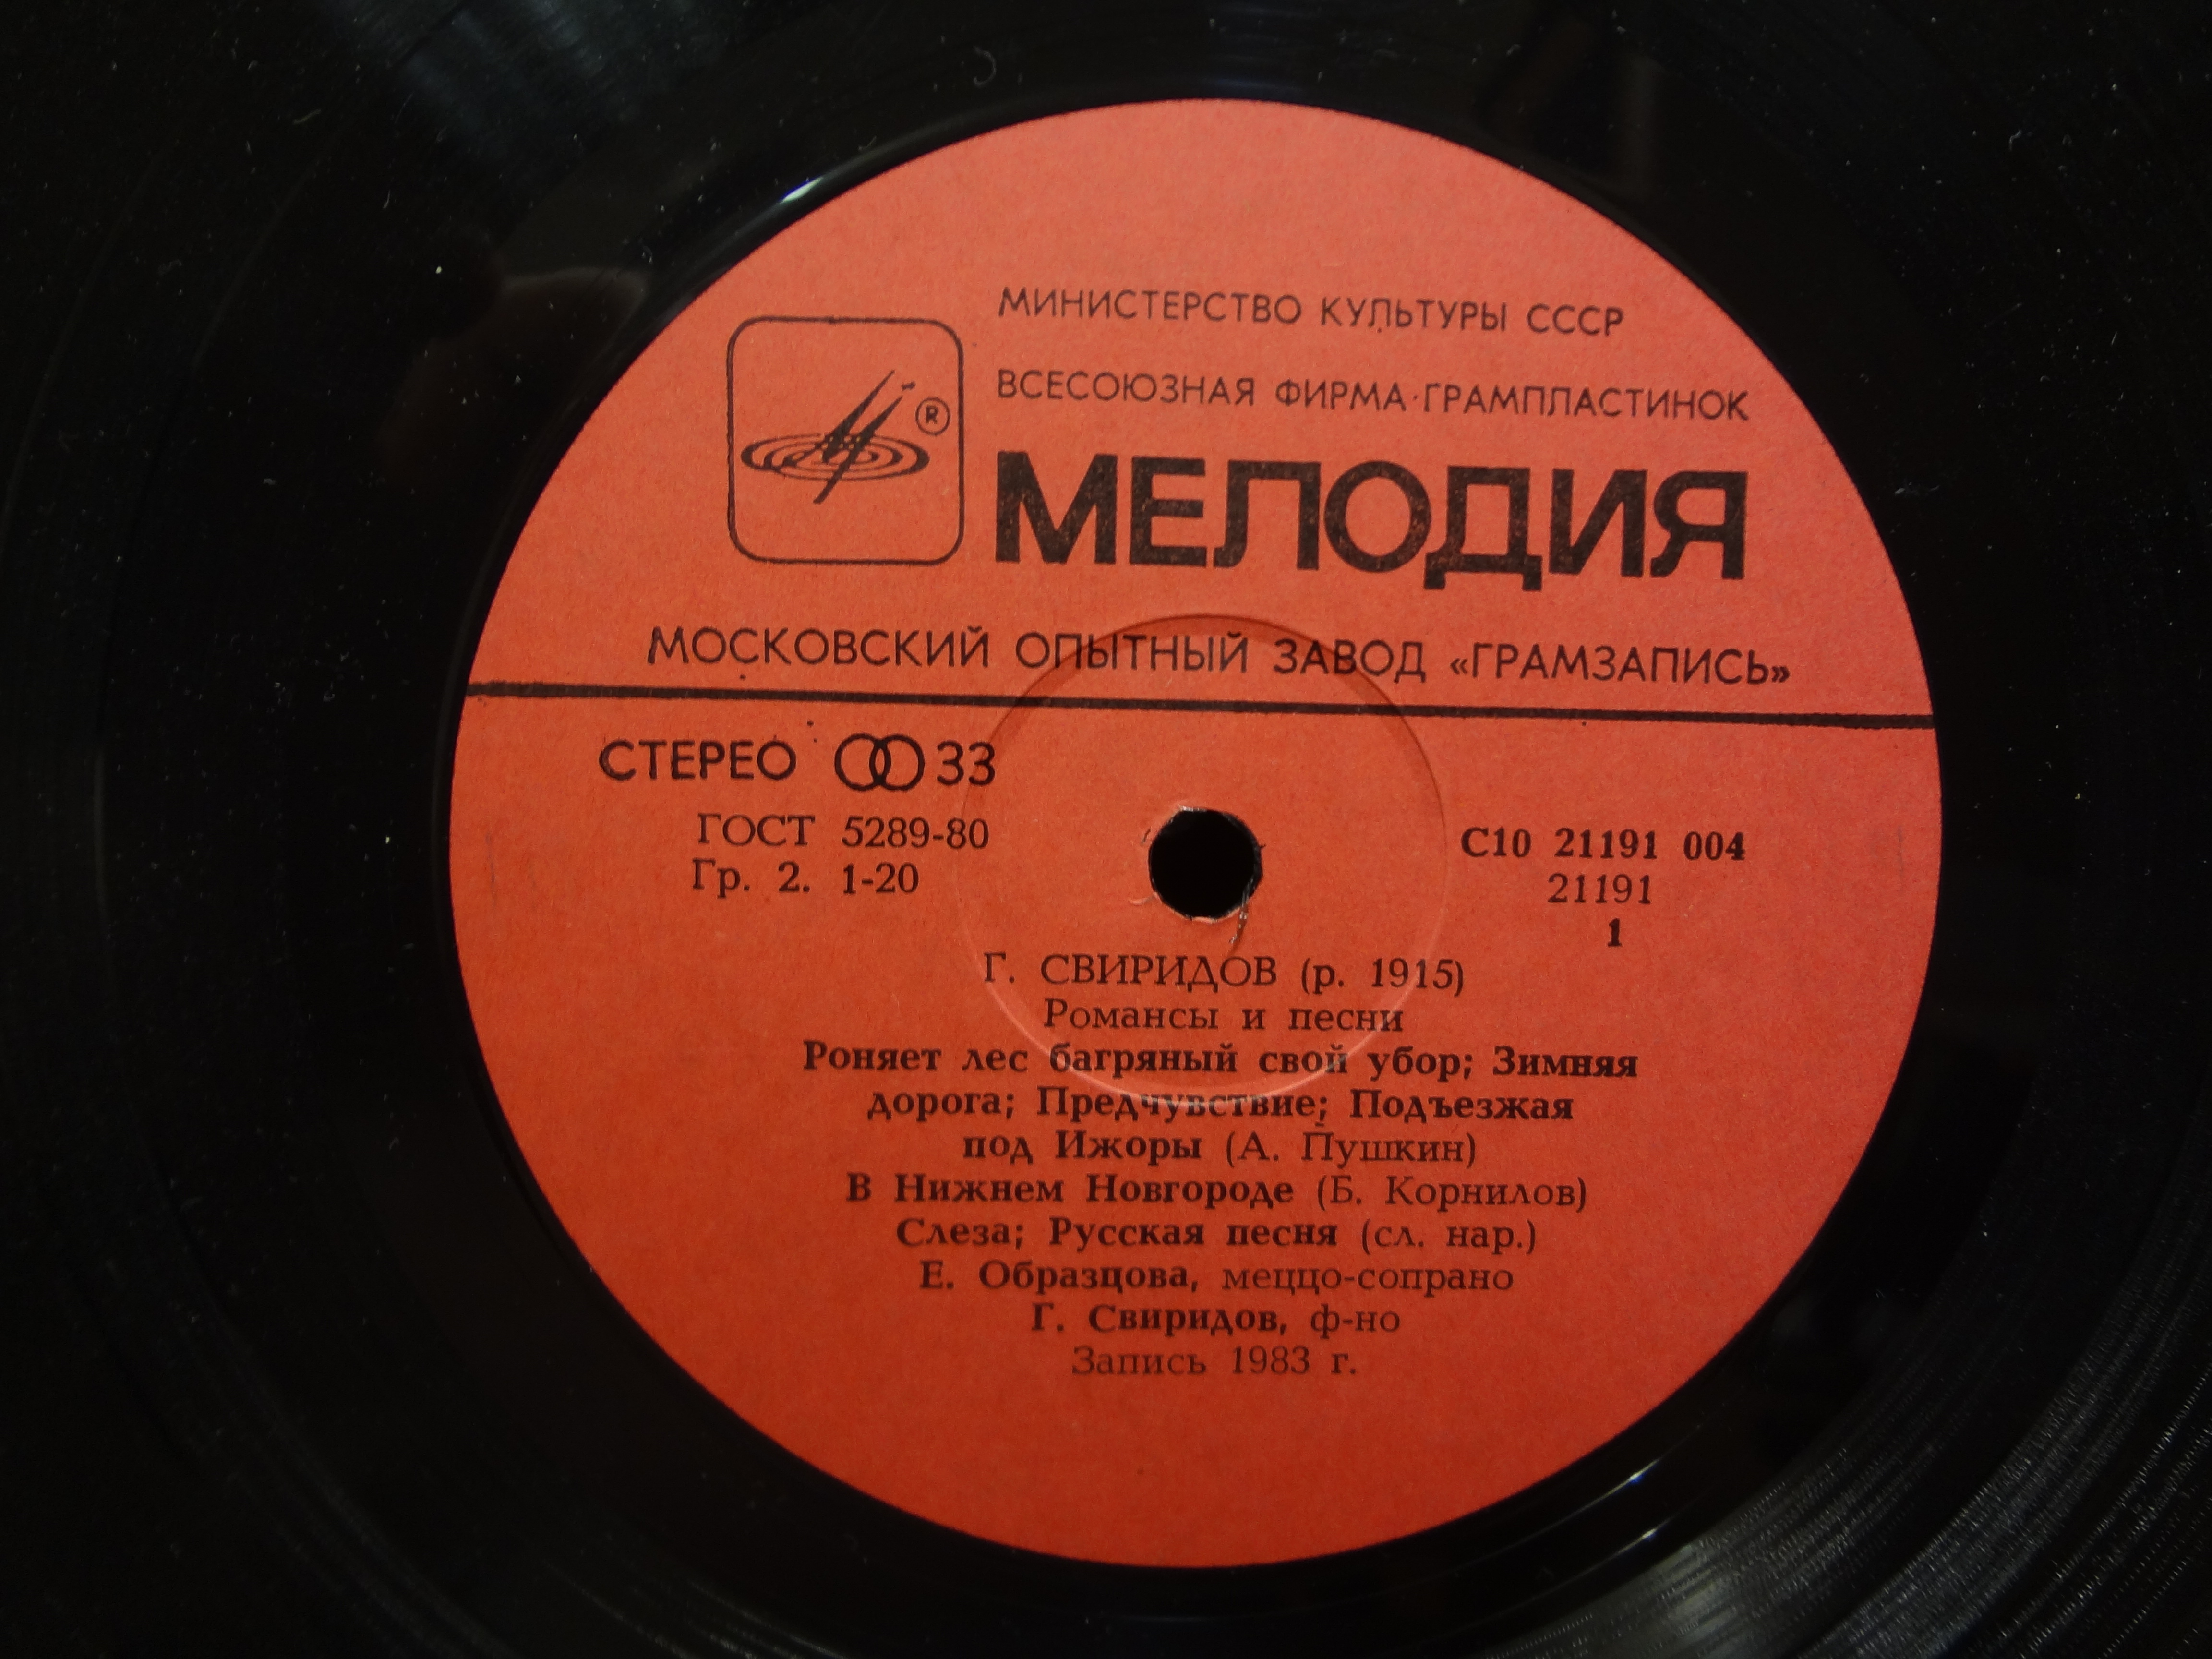 МИНИСТЕРСТВО КУЛЬТУРЫ СССР
ВСЕСОЮЗНАЯ ФИРМА·ГРАМПЛАСТИНОК
®
МЕЛОДИЯ
МОСКОВСКИЙ ОПЫТНЫЙ ЗАВОД «ГРАМЗАПИСЬ»
СТЕРЕО 33
ГОСТ 5289-80
Гр. 2. 1-20
С10 21191 004
21191
1
Г. СВИРИДОВ (р. 1915)
Романсы и песни
Роняет лес багряный свой убор; Зимняя
дорога; Предчувствие; Подъезжая
под Ижоры (А. Пушкин)
В Нижнем Новгороде (Б. Корнилов)
Слеза; Русская песня (сл. нар.)
Е. Образцова, меццо-сопрано
Г. Свиридов, ф-но
Запись 1983 г.